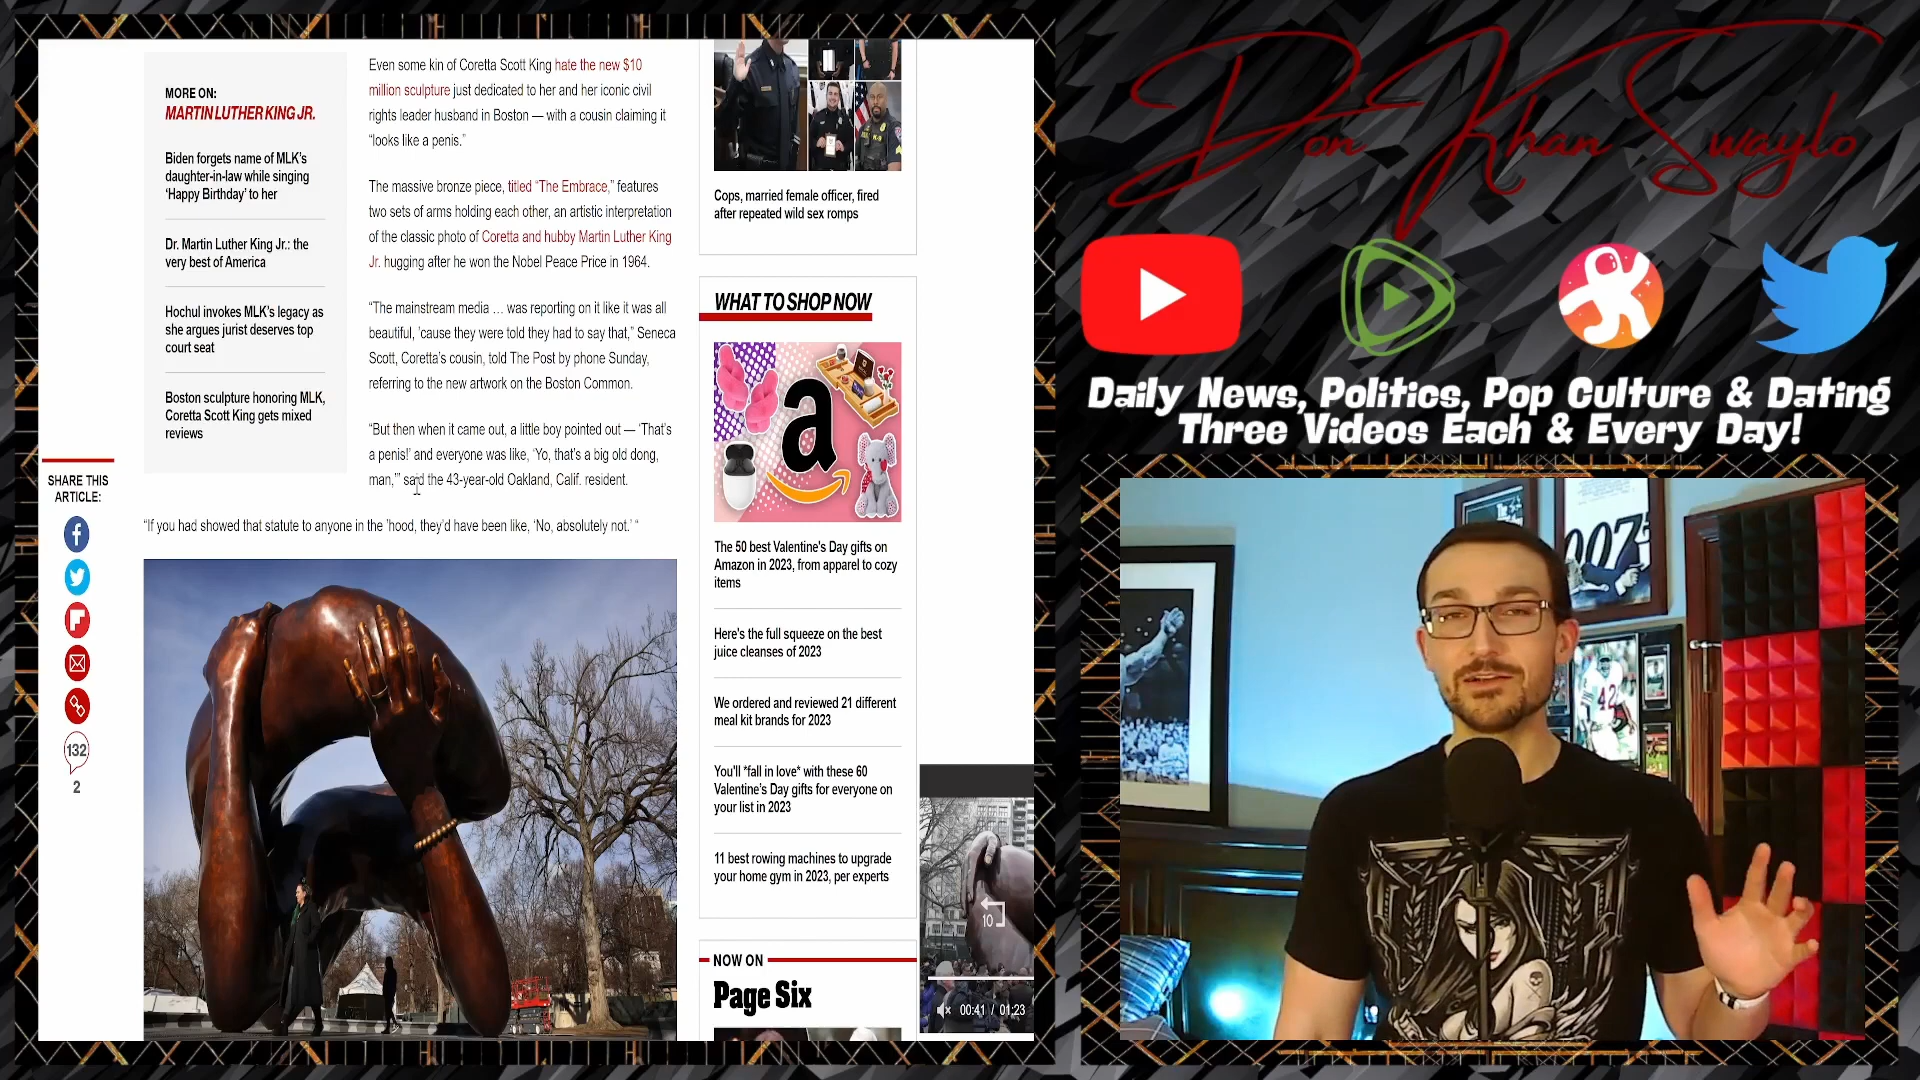 MORE ON:
MARTIN LUTHER KING JR.
Biden forgets name of MLK's
daughter-in-law while singing
'Happy Birthday' to her
Dr. Martin Luther King Jr.: the
very best of America
Hochul invokes MLK's legacy as
she argues jurist deserves top
court seat
Boston sculpture honoring MLK,
Coretta Scott King gets mixed
reviews
SHARE THIS
ARTICLE:
132
2
Even some kin of Coretta Scott King hate the new $10
million sculpture just dedicated to her and her iconic civil
rights leader husband in Boston — with a cousin claiming it
“looks like a penis.”
The massive bronze piece, titled “The Embrace,” features
two sets of arms holding each other, an artistic interpretation
of the classic photo of Coretta and hubby Martin Luther King
Jr. hugging after he won the Nobel Peace Price in 1964.
“The mainstream media … was reporting on it like it was all
beautiful, ’cause they were told they had to say that,” Seneca
Scott, Coretta’s cousin, told The Post by phone Sunday,
referring to the new artwork on the Boston Common.
“But then when it came out, a little boy pointed out — ‘That’s
a penis!’ and everyone was like, ‘Yo, that’s a big old dong,
man,’” said the 43-year-old Oakland, Calif. resident.
“If you had showed that statute to anyone in the ’hood, they’d have been like, ‘No, absolutely not.’ “
Cops, married female officer, fired
after repeated wild sex romps
WHAT TO SHOP NOW
a
The 50 best Valentine's Day gifts on
Amazon in 2023, from apparel to cozy
items
Here's the full squeeze on the best
juice cleanses of 2023
We ordered and reviewed 21 different
meal kit brands for 2023
You'll *fall in love* with these 60
Valentine’s Day gifts for everyone on
your list in 2023
11 best rowing machines to upgrade
your home gym in 2023, per experts
NOW ON
Page Six
10
00:41 / 01:23
Don Khan Swaylo
Daily News, Politics, Pop Culture & Dating
Three Videos Each & Every Day!
007
42